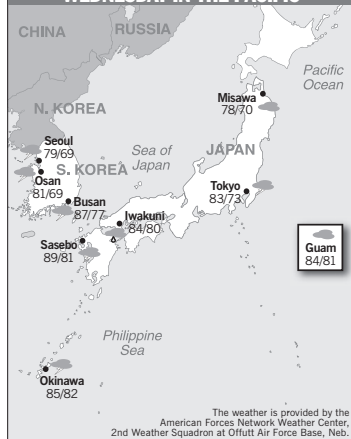 WEDNESDAY IN THE PACIFIC
CHINA
RUSSIA
Pacific
Ocean
N. KOREA
Misawa
78/70
Seoul
79/69
Sea of
Japan
JAPAN
S. KOREA
Osan
81/69
Tokyo
83/73
Busan
87/77
Iwakuni
84/80
Sasebo
89/81
Guam
84/81
Philippine
Sea
Okinawa
85/82
The weather is provided by the
American Forces Network Weather Center,
2nd Weather Squadron at Offutt Air Force Base, Neb.